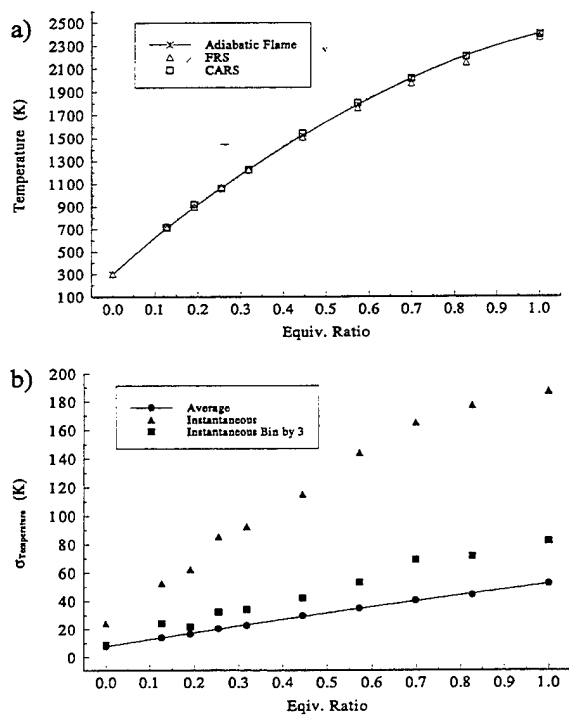 a)
2500
2300
2100
1900
1700
1500
1300
1100
900
700
500
300
100
Temperature (K)
Adiabatic Flame
FRS
CARS
0.0 0.1 0.2 0.3 0.4 0.5 0.6 0.7 0.8 0.9 1.0
Equiv. Ratio
b)
200
180
160
140
120
100
80
60
40
20
0
σTemperature (K)
Average
Instantaneous
Instantaneous Bin by 3
0.0 0.1 0.2 0.3 0.4 0.5 0.6 0.7 0.8 0.9 1.0
Equiv. Ratio